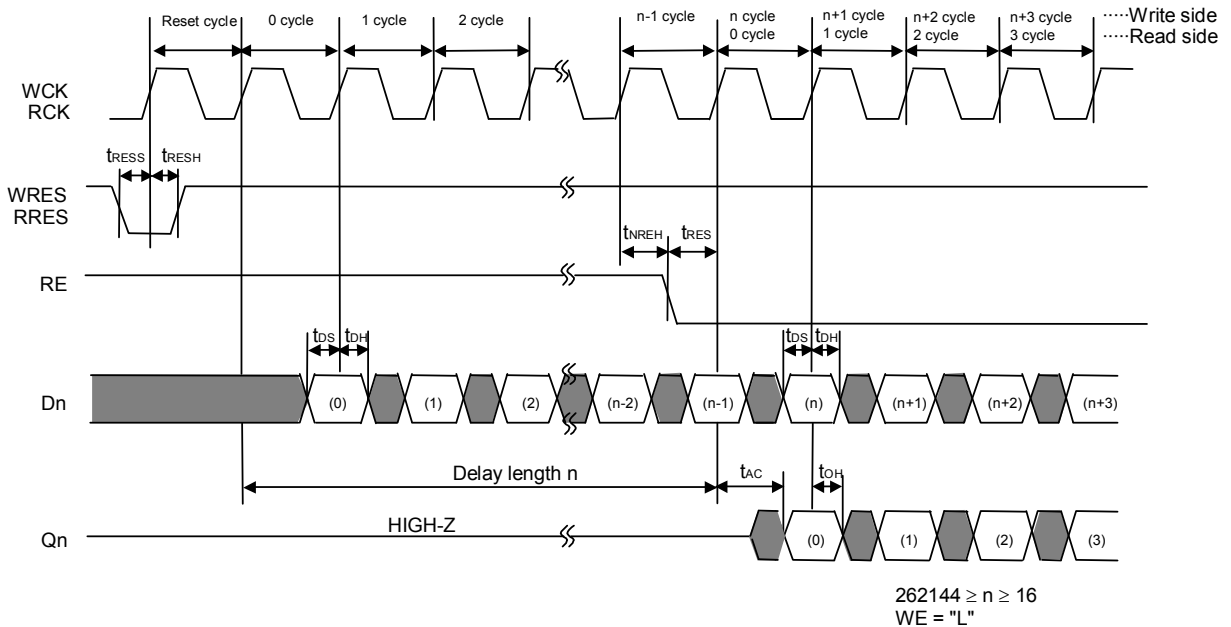 Reset cycle 0 cycle 1 cycle 2 cycle n-1 cycle n cycle n+1 cycle n+2 cycle n+3 cycle ·····Write side
0 cycle 1 cycle 2 cycle 3 cycle ·····Read side
WCK
RCK
tRESS tRESH
WRES
RRES
tNREH tRES
RE
tDS tDH tDS tDH
Dn (0) (1) (2) (n-2) (n-1) (n) (n+1) (n+2) (n+3)
Delay length n tAC tOH
HIGH-Z
Qn (0) (1) (2) (3)
262144 ≥ n ≥ 16
WE = "L"